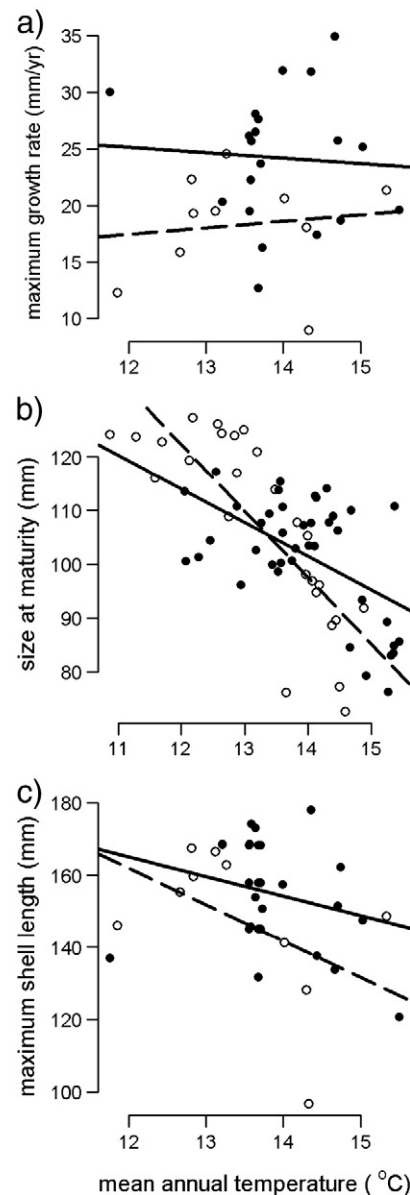 a)
maximum growth rate (mm/yr)
35
30
25
20
15
10
12 13 14 15
b)
size at maturity (mm)
120
110
100
90
80
11 12 13 14 15
c)
maximum shell length (mm)
180
160
140
120
100
12 13 14 15
mean annual temperature ( °C)